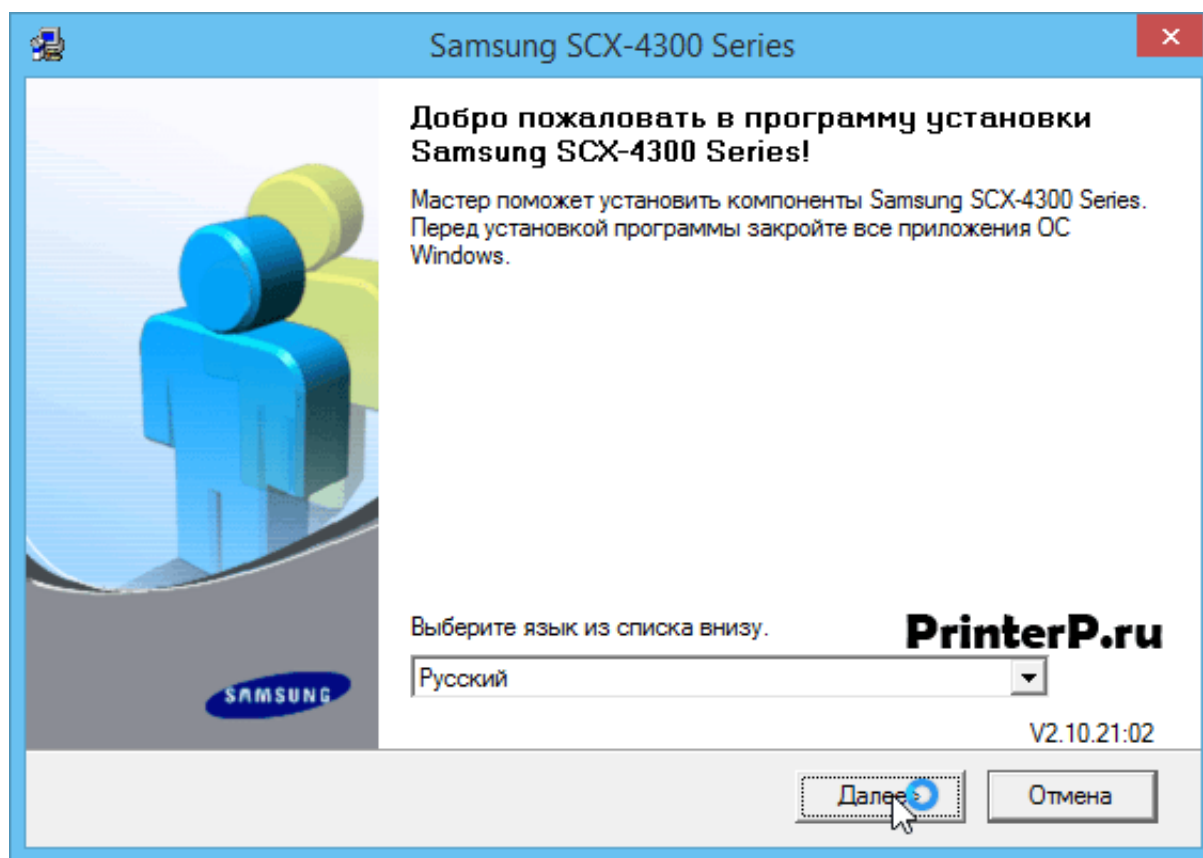 Samsung SCX-4300 Series
Добро пожаловать в программу установки
Samsung SCX-4300 Series!
Мастер поможет установить компоненты Samsung SCX-4300 Series.
Перед установкой программы закройте все приложения ОС
Windows.
Выберите язык из списка внизу.
PrinterP.ru
Русский
SAMSUNG
V2.10.21:02
Далее>
Отмена